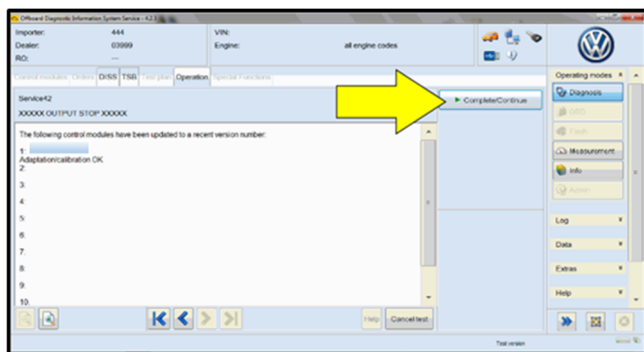 Offboard Diagnostic Information System Service - 4.2.3
Importer: 444 VIN:
Dealer: 03999 Engine: all engine codes
RO: ---
Control modules Orders DISS TSB Test plan Operation Special Functions
Operating modes
Diagnosis
OBD
Flash
Measurement
Info
Admin
Log
Data
Extras
Help
Service42
XXXXX OUTPUT STOP XXXXX
Complete/Continue
The following control modules have been updated to a recent version number:
1:
Adaptation/calibration OK
2:
3:
4:
5:
6:
7:
8:
9:
10:
Help
Cancel test
Test version